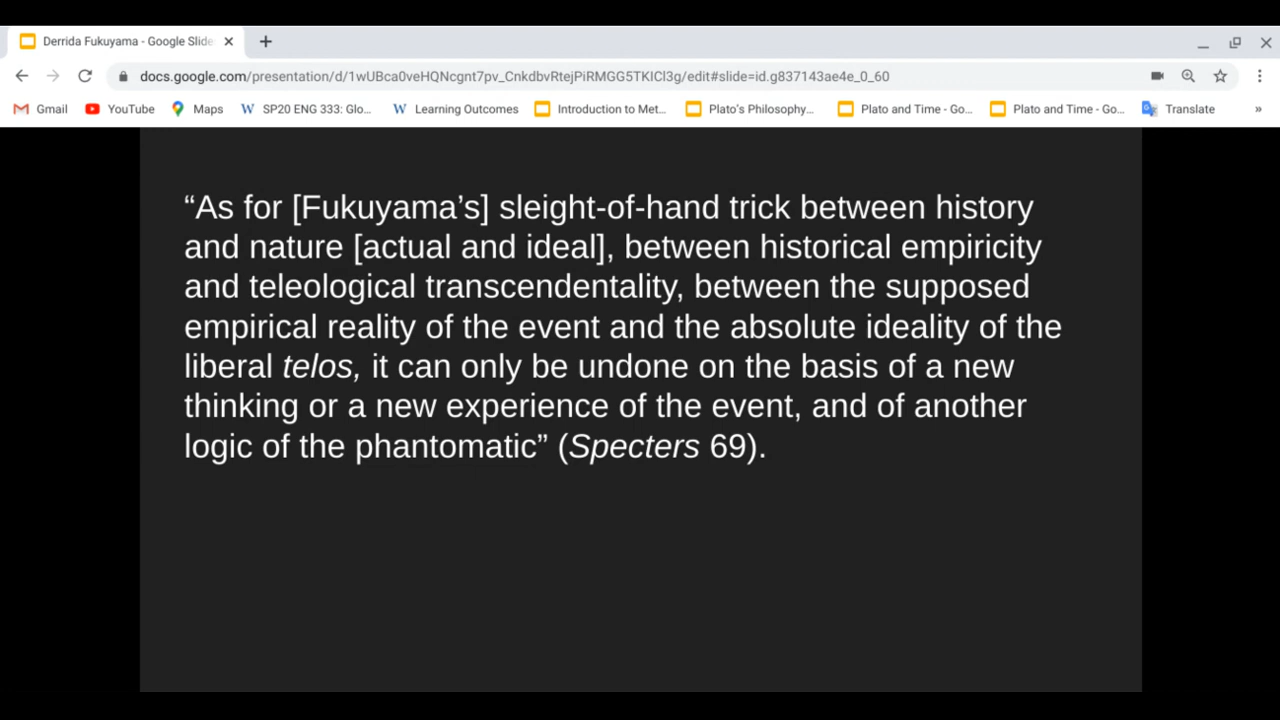 Derrida Fukuyama - Google Slide
docs.google.com/presentation/d/1wUBca0veHQNcgnt7pv_CnkdbvRtejPiRMGG5TKICl3g/edit#slide=id.g837143ae4e_0_60
Gmail YouTube Maps SP20 ENG 333: Glo... Learning Outcomes Introduction to Met... Plato's Philosophy... Plato and Time - Go... Plato and Time - Go... Translate »
“As for [Fukuyama’s] sleight-of-hand trick between history
and nature [actual and ideal], between historical empiricity
and teleological transcendentality, between the supposed
empirical reality of the event and the absolute ideality of the
liberal telos, it can only be undone on the basis of a new
thinking or a new experience of the event, and of another
logic of the phantomatic” (Specters 69).